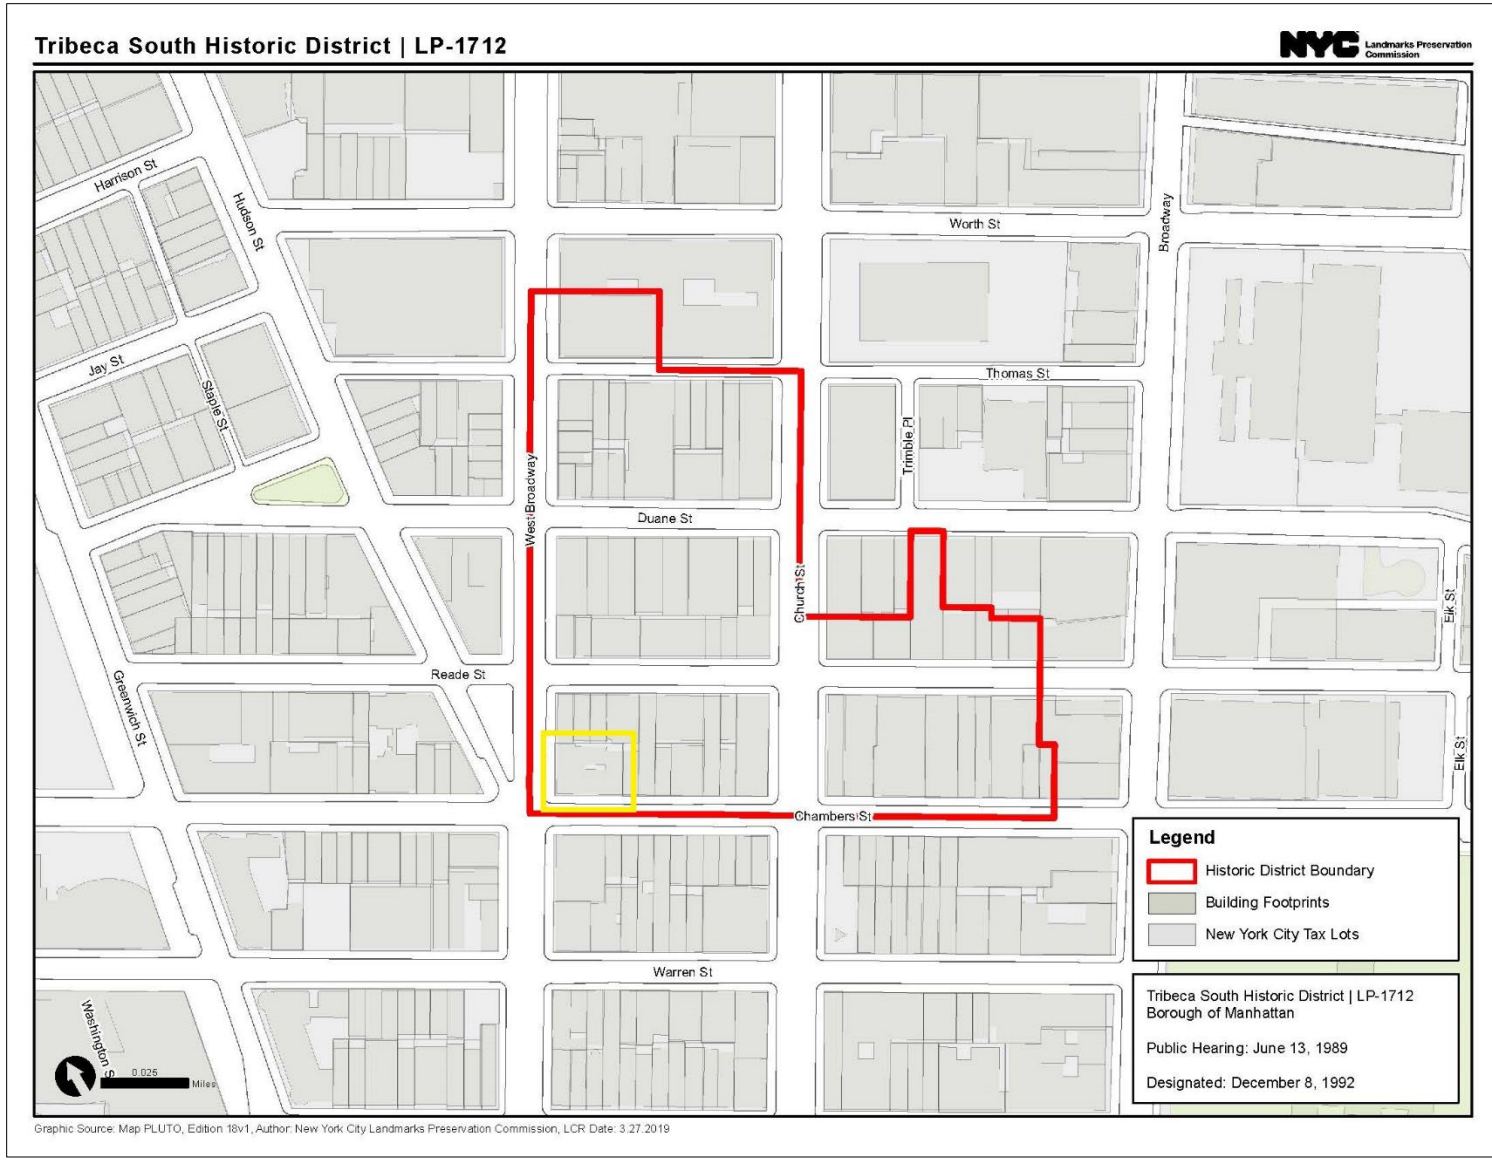 Tribeca South Historic District | LP-1712
NYC Landmarks Preservation
Commission
Harrison St
Hudson St
Worth St
Broadway
Jay St
Staple St
Thomas St
Trimble Pl
West Broadway
Duane St
Church St
Elk St
Reade St
Greenwich St
Elk St
Chambers St
Warren St
Washington S
0.025
Miles
Legend
Historic District Boundary
Building Footprints
New York City Tax Lots
Tribeca South Historic District | LP-1712
Borough of Manhattan
Public Hearing: June 13, 1989
Designated: December 8, 1992
Graphic Source: Map PLUTO, Edition 18v1, Author: New York City Landmarks Preservation Commission, LCR Date: 3.27.2019